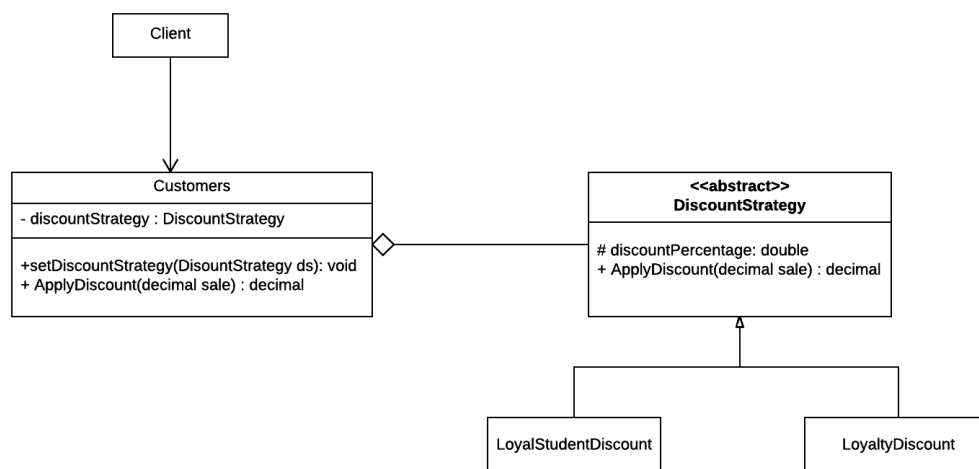 Client
Customers
- discountStrategy : DiscountStrategy
+setDiscountStrategy(DisountStrategy ds): void
+ ApplyDiscount(decimal sale) : decimal
<<abstract>>
DiscountStrategy
# discountPercentage: double
+ ApplyDiscount(decimal sale) : decimal
LoyalStudentDiscount
LoyaltyDiscount